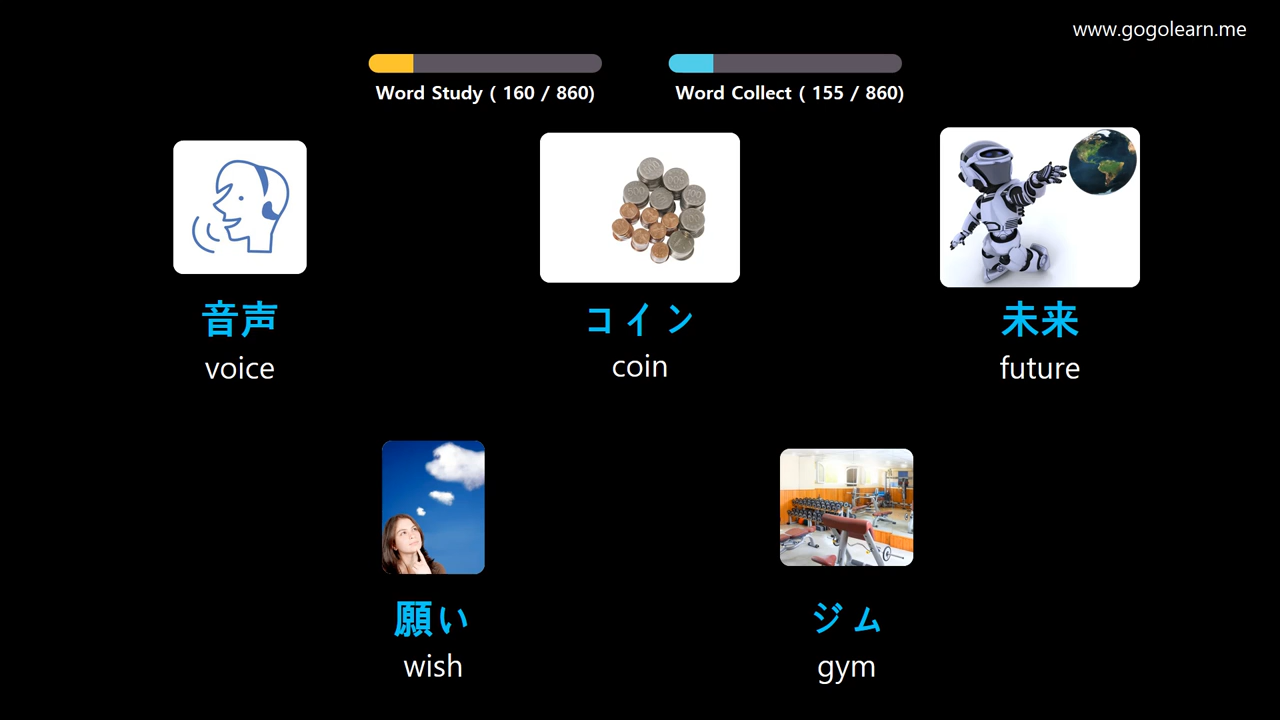 www.gogolearn.me
Word Study ( 160 / 860)
Word Collect ( 155 / 860)
音声
voice
コイン
coin
未来
future
願い
wish
ジム
gym